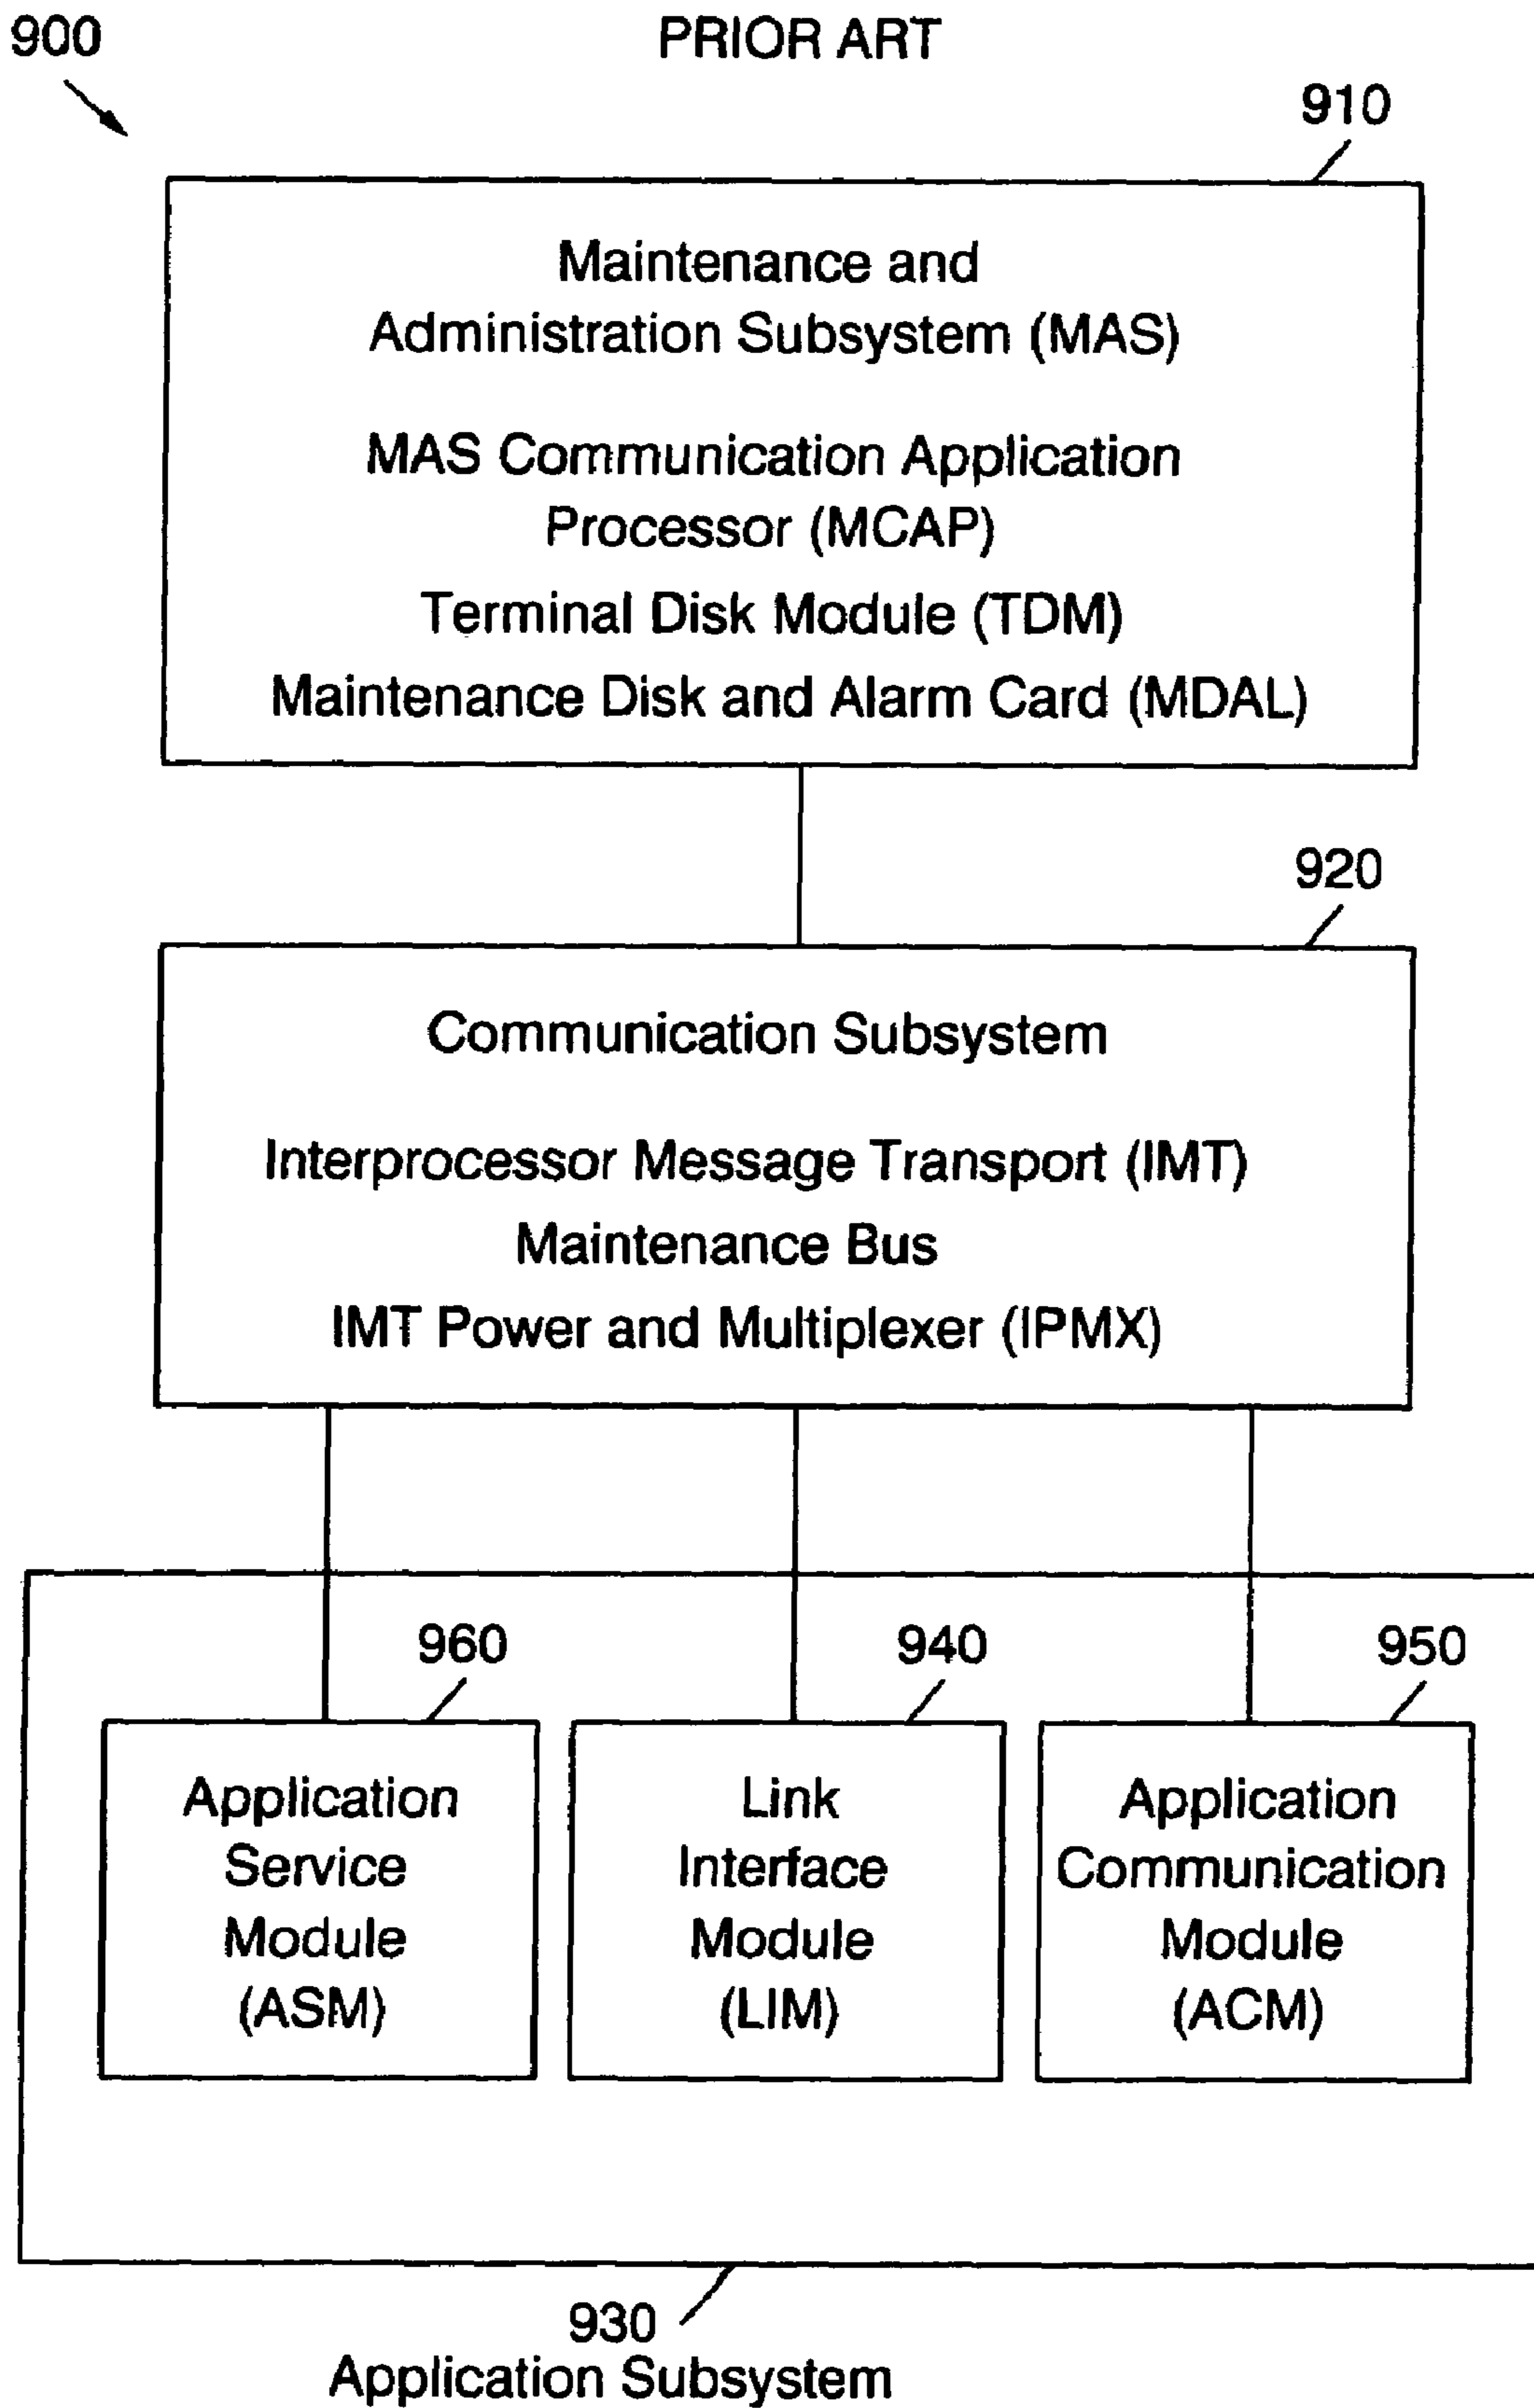 900
PRIOR ART
910
Maintenance and
Administration Subsystem (MAS)
MAS Communication Application
Processor (MCAP)
Terminal Disk Module (TDM)
Maintenance Disk and Alarm Card (MDAL)
920
Communication Subsystem
Interprocessor Message Transport (IMT)
Maintenance Bus
IMT Power and Multiplexer (IPMX)
960
940
950
Application
Service
Module
(ASM)
Link
Interface
Module
(LIM)
Application
Communication
Module
(ACM)
930
Application Subsystem